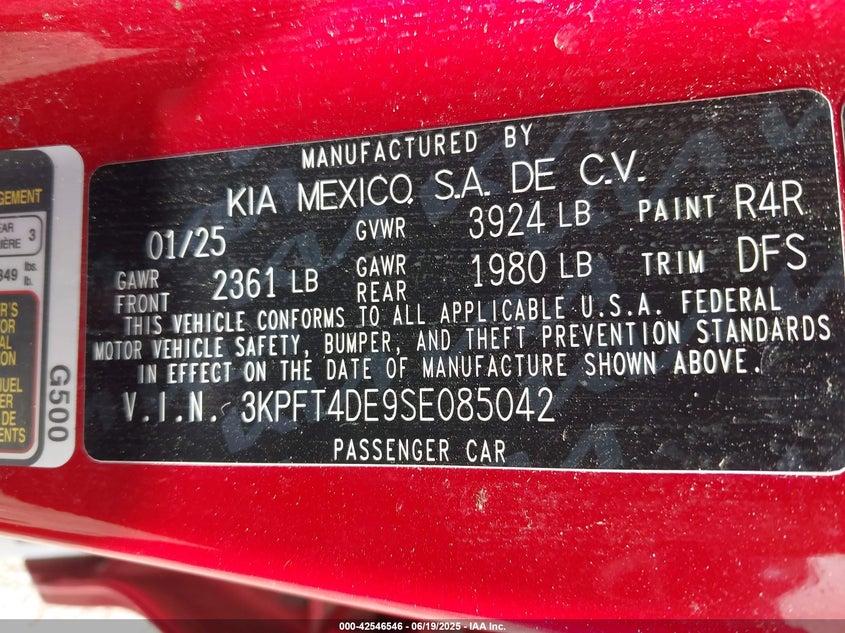 MANUFACTURED BY
KIA MEXICO, S.A. DE C.V.
01/25 GVWR 3924 LB PAINT R4R
GAWR FRONT 2361 LB GAWR REAR 1980 LB TRIM DFS
THIS VEHICLE CONFORMS TO ALL APPLICABLE U.S.A. FEDERAL
MOTOR VEHICLE SAFETY, BUMPER, AND THEFT PREVENTION STANDARDS
IN EFFECT ON THE DATE OF MANUFACTURE SHOWN ABOVE.
V.I.N. 3KPFT4DE9SE085042
PASSENGER CAR
G500
3
lbs.
lb.
000-42546546 - 06/19/2025 - IAA Inc.